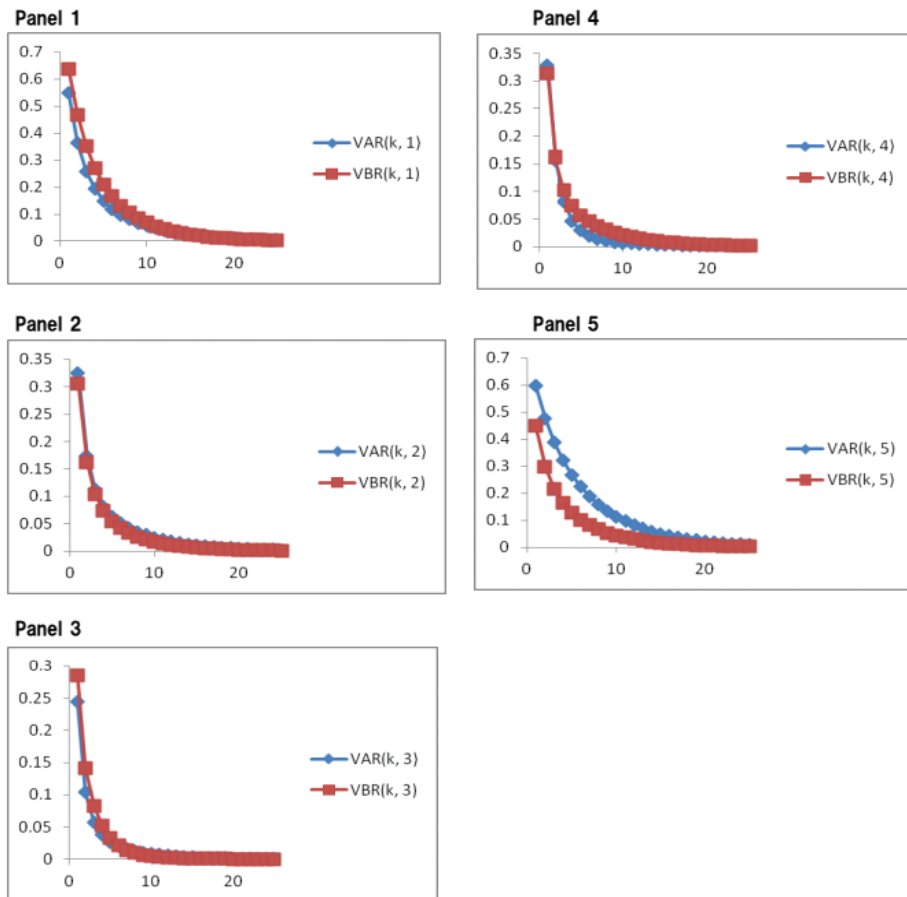 Panel 1
0.7
0.6
0.5
0.4
0.3
0.2
0.1
0
0 10 20
VAR(k, 1)
VBR(k, 1)
Panel 2
0.35
0.3
0.25
0.2
0.15
0.1
0.05
0
0 10 20
VAR(k, 2)
VBR(k, 2)
Panel 3
0.3
0.25
0.2
0.15
0.1
0.05
0
0 10 20
VAR(k, 3)
VBR(k, 3)
Panel 4
0.35
0.3
0.25
0.2
0.15
0.1
0.05
0
0 10 20
VAR(k, 4)
VBR(k, 4)
Panel 5
0.7
0.6
0.5
0.4
0.3
0.2
0.1
0
0 10 20
VAR(k, 5)
VBR(k, 5)